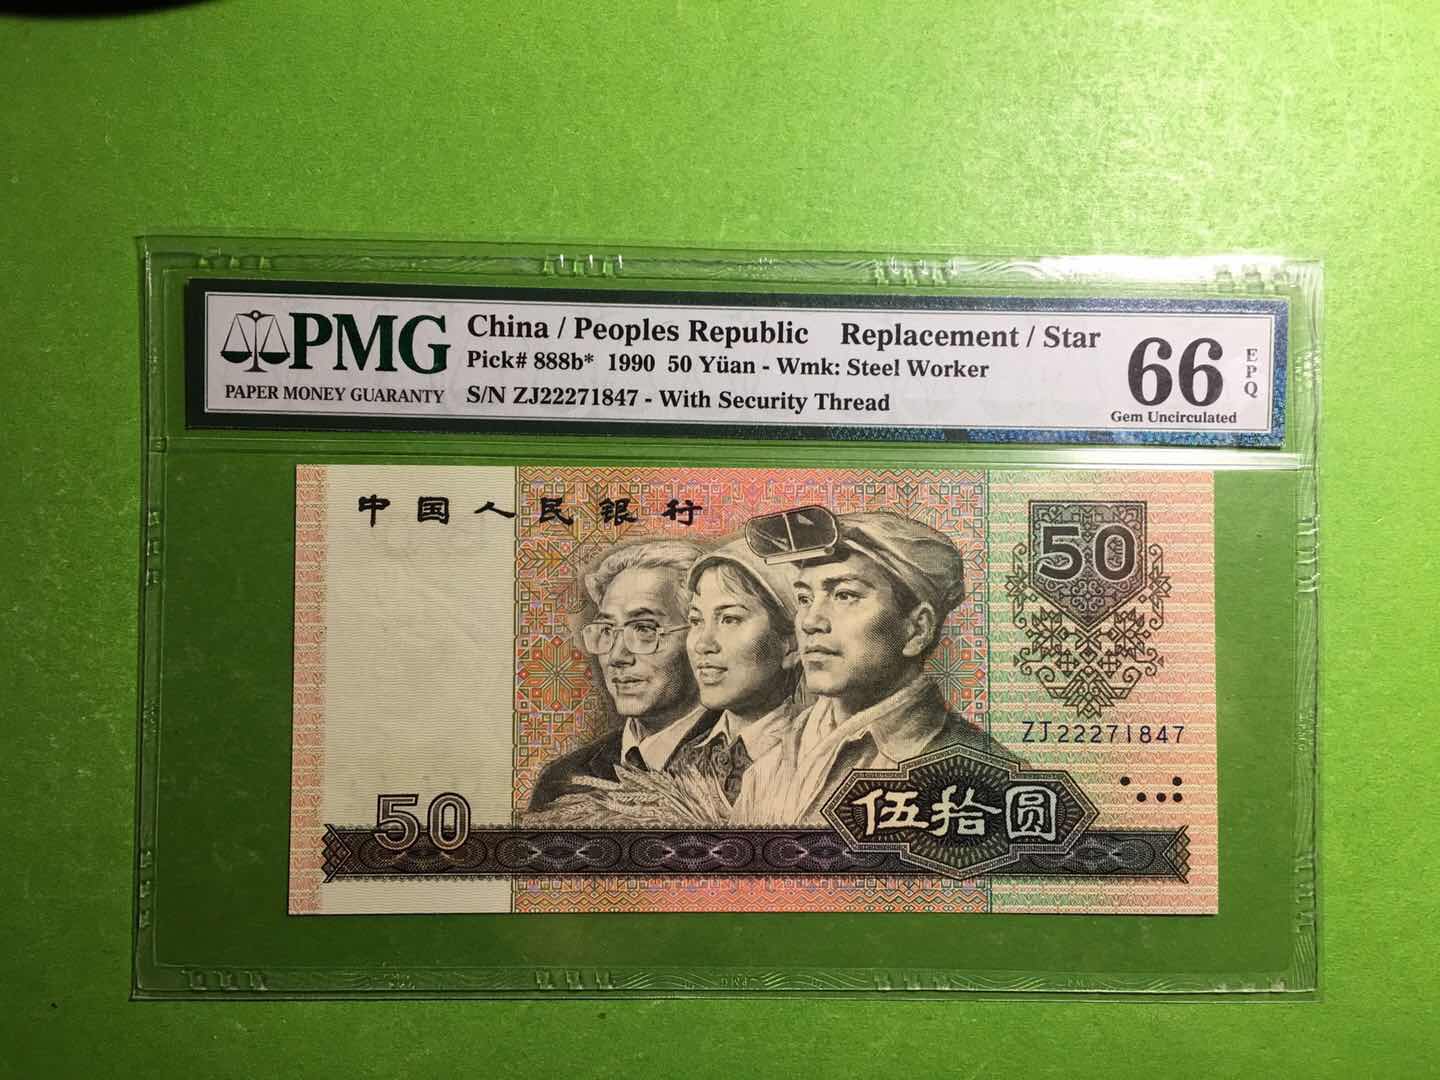 PMG
PAPER MONEY GUARANTY
China / Peoples Republic Replacement / Star
Pick# 888b* 1990 50 Yüan - Wmk: Steel Worker
S/N ZJ22271847 - With Security Thread
66
EPQ
Gem Uncirculated
中国人民银行
50
ZJ22271847
伍拾圆
50